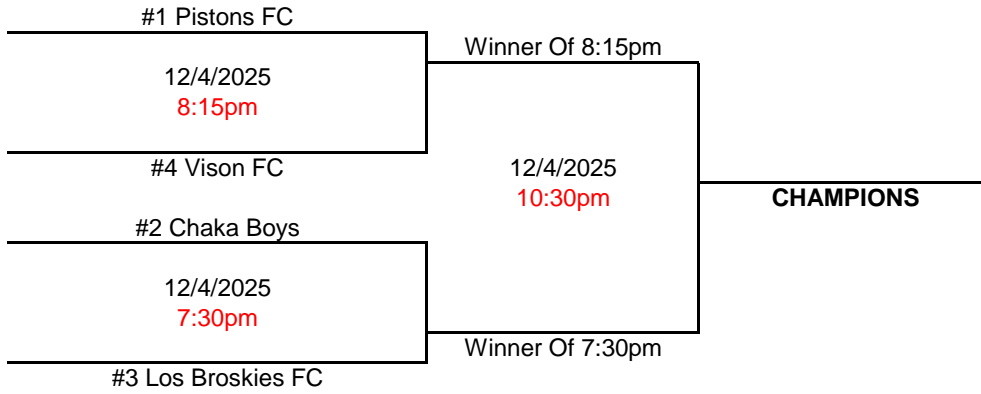 #1 Pistons FC
Winner Of 8:15pm
12/4/2025
8:15pm
#4 Vison FC
12/4/2025
10:30pm
CHAMPIONS
#2 Chaka Boys
12/4/2025
7:30pm
Winner Of 7:30pm
#3 Los Broskies FC